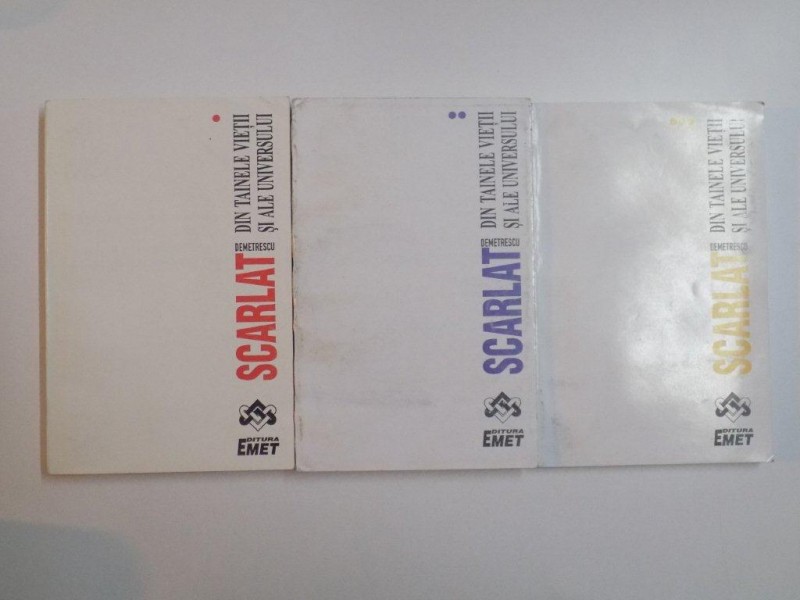 DIN TAINELE VIEȚII
ȘI ALE UNIVERSULUI
DEMETRESCU
SCARLAT
EDITURA
EMET
DIN TAINELE VIEȚII
ȘI ALE UNIVERSULUI
DEMETRESCU
SCARLAT
EDITURA
EMET
DIN TAINELE VIEȚII
ȘI ALE UNIVERSULUI
DEMETRESCU
SCARLAT
EDITURA
EMET